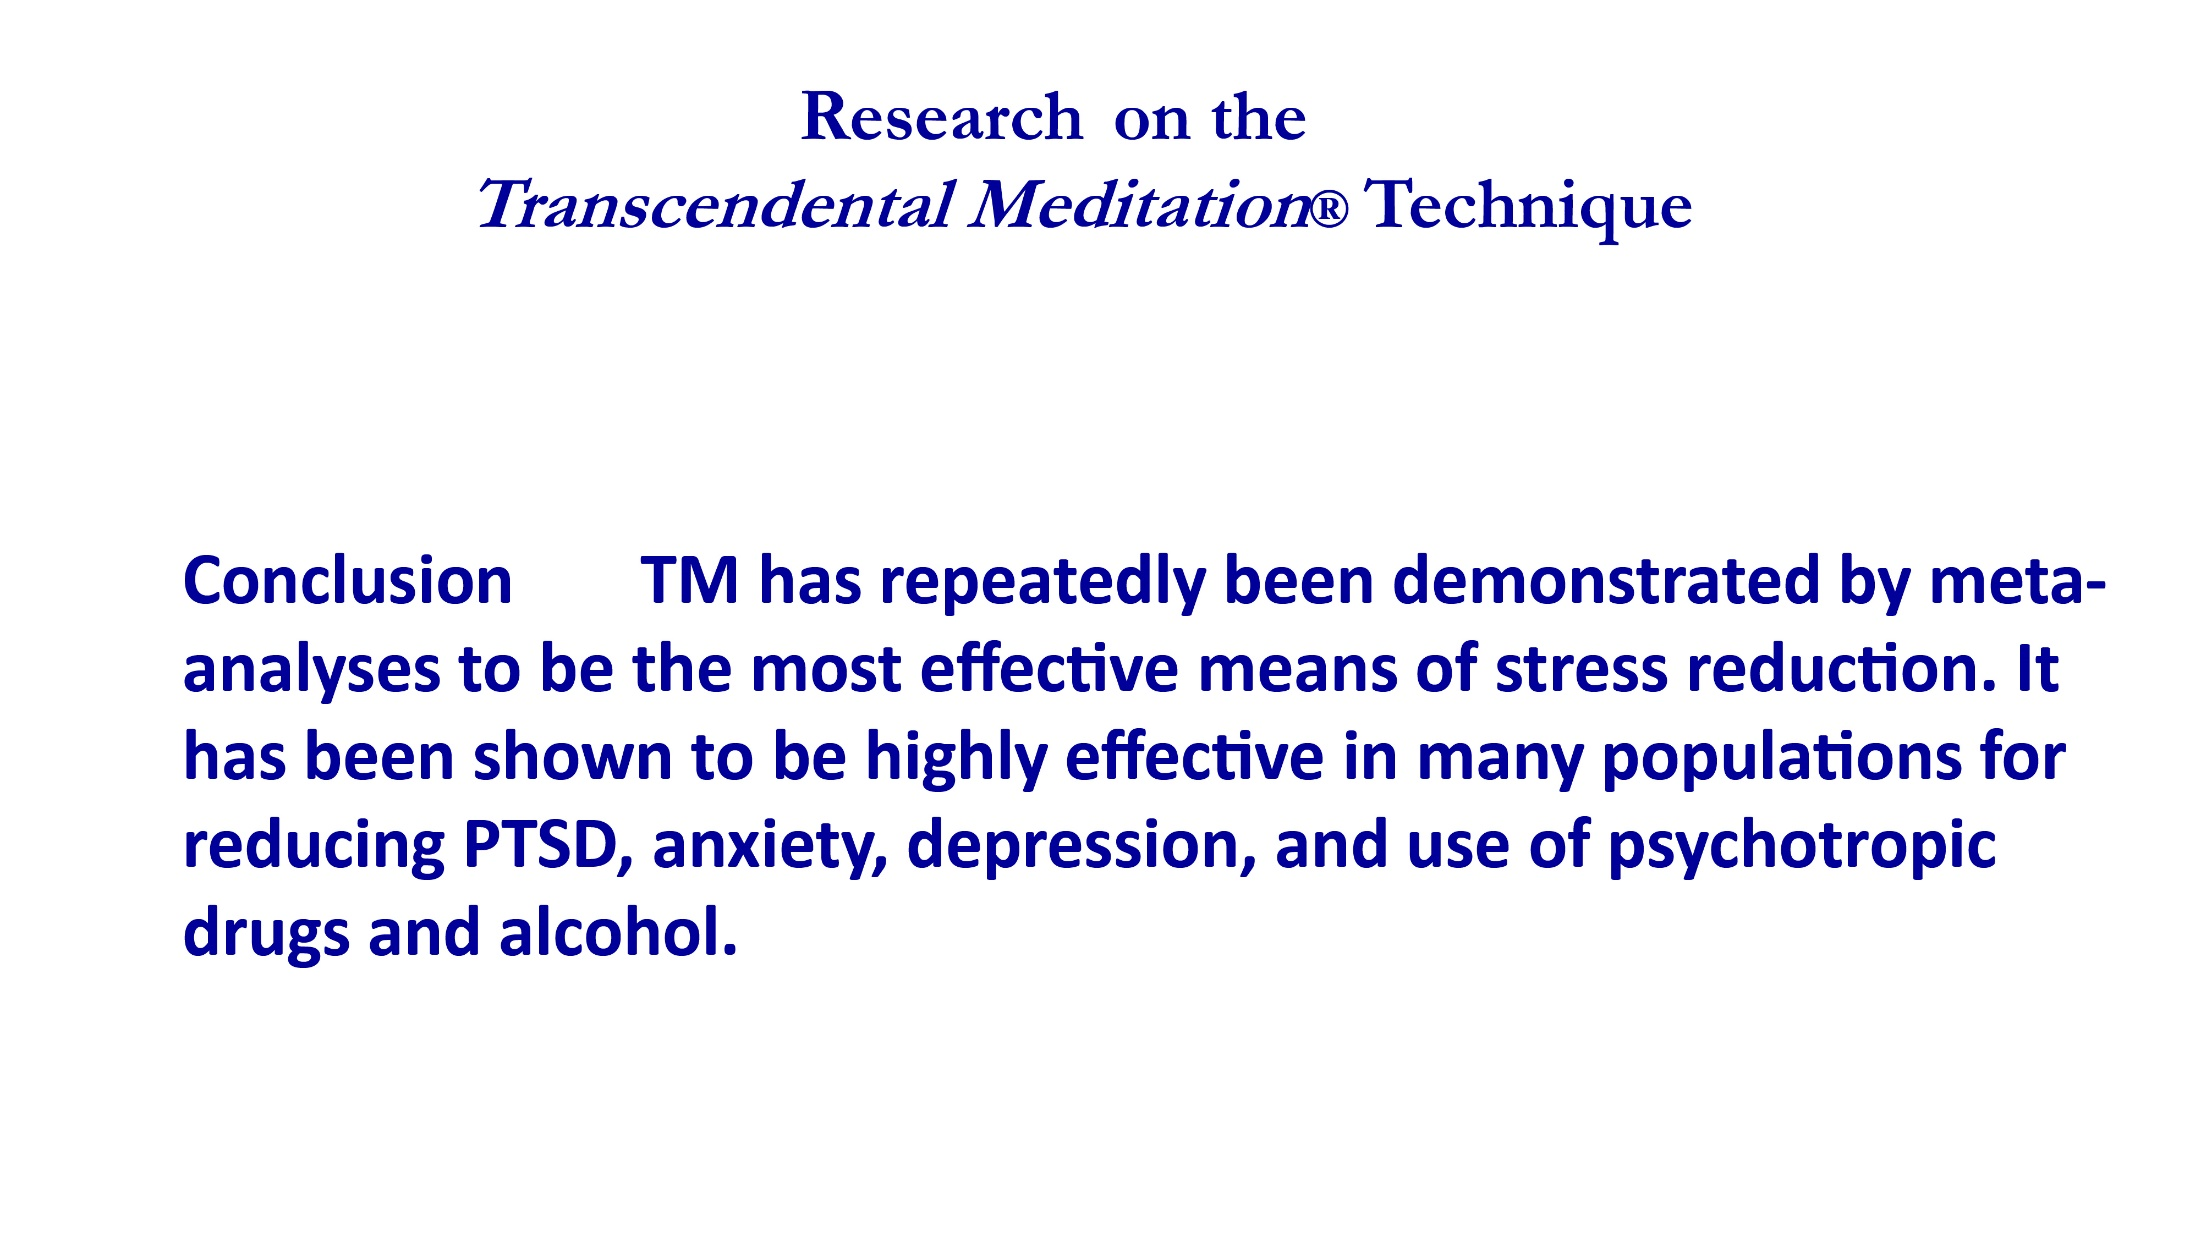 Research on the
Transcendental Meditation® Technique
Conclusion TM has repeatedly been demonstrated by meta-
analyses to be the most effective means of stress reduction. It
has been shown to be highly effective in many populations for
reducing PTSD, anxiety, depression, and use of psychotropic
drugs and alcohol.